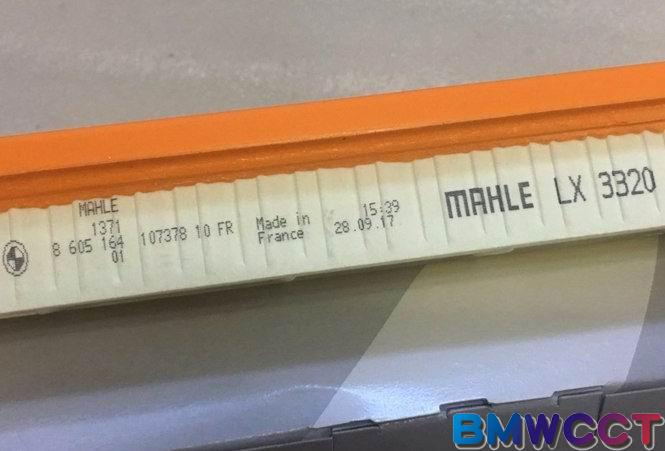 MAHLE
1371
8 605 164
01
107378 10 FR
Made in
France
15:39
28.09.17
MAHLE LX 3320
BMWCCT